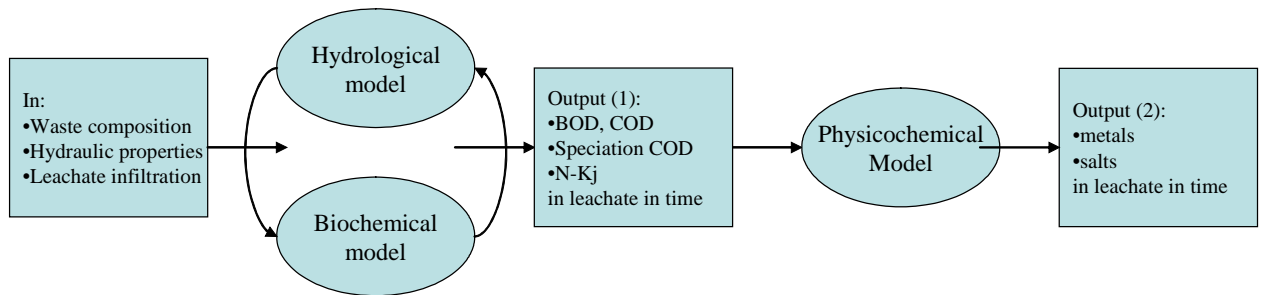 In:
•Waste composition
•Hydraulic properties
•Leachate infiltration
Hydrological
model
Biochemical
model
Output (1):
•BOD, COD
•Speciation COD
•N-Kj
in leachate in time
Physicochemical
Model
Output (2):
•metals
•salts
in leachate in time